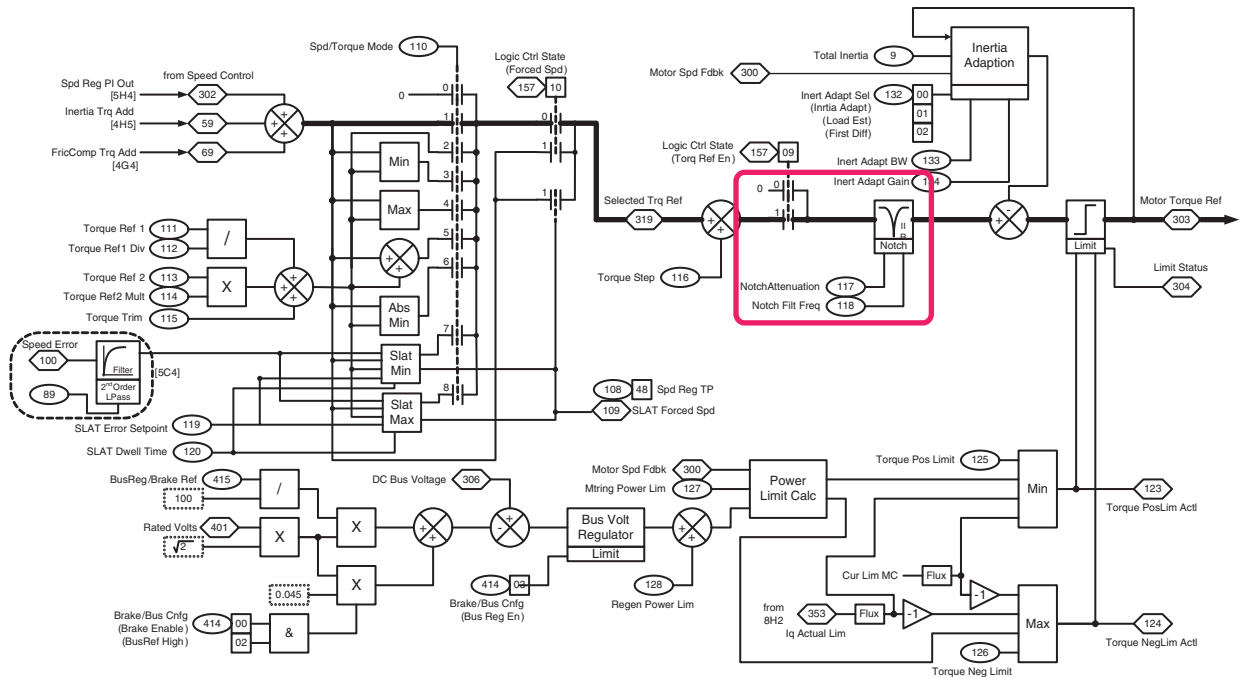 Spd/Torque Mode 110
Logic Ctrl State
(Forced Spd)
157 10
from Speed Control
Spd Reg PI Out
[5H4]
302
Inertia Trq Add
[4H5]
59
FricComp Trq Add
[4G4]
69
+ +
+
0
0
1
2
3
4
5
6
7
8
0
1
1
Min
Max
+
+
Abs
Min
Slat
Min
Slat
Max
Torque Ref 1 111
Torque Ref1 Div 112
/
Torque Ref 2 113
Torque Ref2 Mult 114
X
Torque Trim 115
+ +
+
Speed Error
100
Filter
2nd Order
LPass
[5C4]
89
SLAT Error Setpoint 119
SLAT Dwell Time 120
108 48 Spd Reg TP
109 SLAT Forced Spd
Total Inertia 9
Motor Spd Fdbk 300
Inertia
Adaption
Inert Adapt Sel 132 00
(Inrtia Adapt)
(Load Est) 01
(First Diff) 02
Inert Adapt BW 133
Inert Adapt Gain 134
Logic Ctrl State
(Torq Ref En)
157 09
0
0
1
Selected Trq Ref
319
+
+
Torque Step 116
II
R
Notch
NotchAttenuation 117
Notch Filt Freq 118
-
+
Limit
Motor Torque Ref
303
Limit Status
304
BusReg/Brake Ref 415
100
/
Rated Volts 401
√2
X
X
0.045
X
Brake/Bus Cnfg
(Brake Enable)
(BusRef High)
414 00
02
&
+
+
DC Bus Voltage 306
+
-
Bus Volt
Regulator
Limit
414 03
Brake/Bus Cnfg
(Bus Reg En)
+
+
128
Regen Power Lim
Motor Spd Fdbk 300
Mtring Power Lim 127
Power
Limit Calc
Torque Pos Limit 125
Min
123
Torque PosLim Actl
Cur Lim MC Flux
-1
from
8H2
353
Iq Actual Lim
Flux
-1
Max
126
Torque Neg Limit
124
Torque NegLim Actl